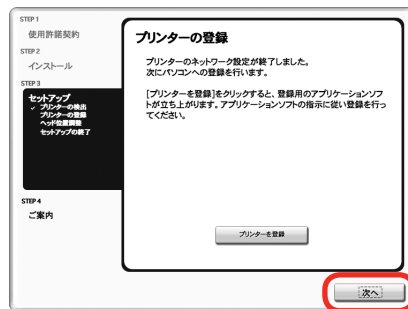 STEP 1
使用許諾契約
STEP 2
インストール
STEP 3
セットアップ
✓ プリンターの検出
プリンターの登録
ヘッド位置調整
セットアップの終了
STEP 4
ご案内
プリンターの登録
プリンターのネットワーク設定が終了しました。
次にパソコンへの登録を行います。
[プリンターを登録]をクリックすると、登録用のアプリケーションソフ
トが立ち上がります。アプリケーションソフトの指示に従い登録を行っ
てください。
プリンターを登録
次へ